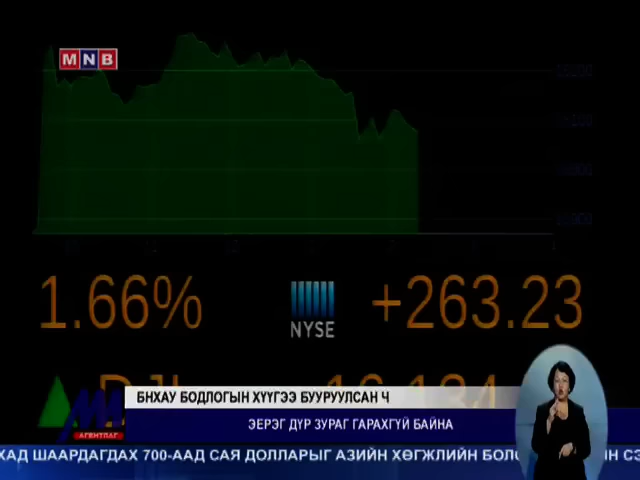 MNB
1.66%
NYSE
+263.23
БНХАУ БОДЛОГЫН ХҮҮГЭЭ БУУРУУЛСАН Ч
ЭЕРЭГ ДҮР ЗУРАГ ГАРАХГҮЙ БАЙНА
АГЕНТЛАГ
ХАД ШААРДАГДАХ 700-ААД САЯ ДОЛЛАРЫГ АЗИЙН ХӨГЖЛИЙН